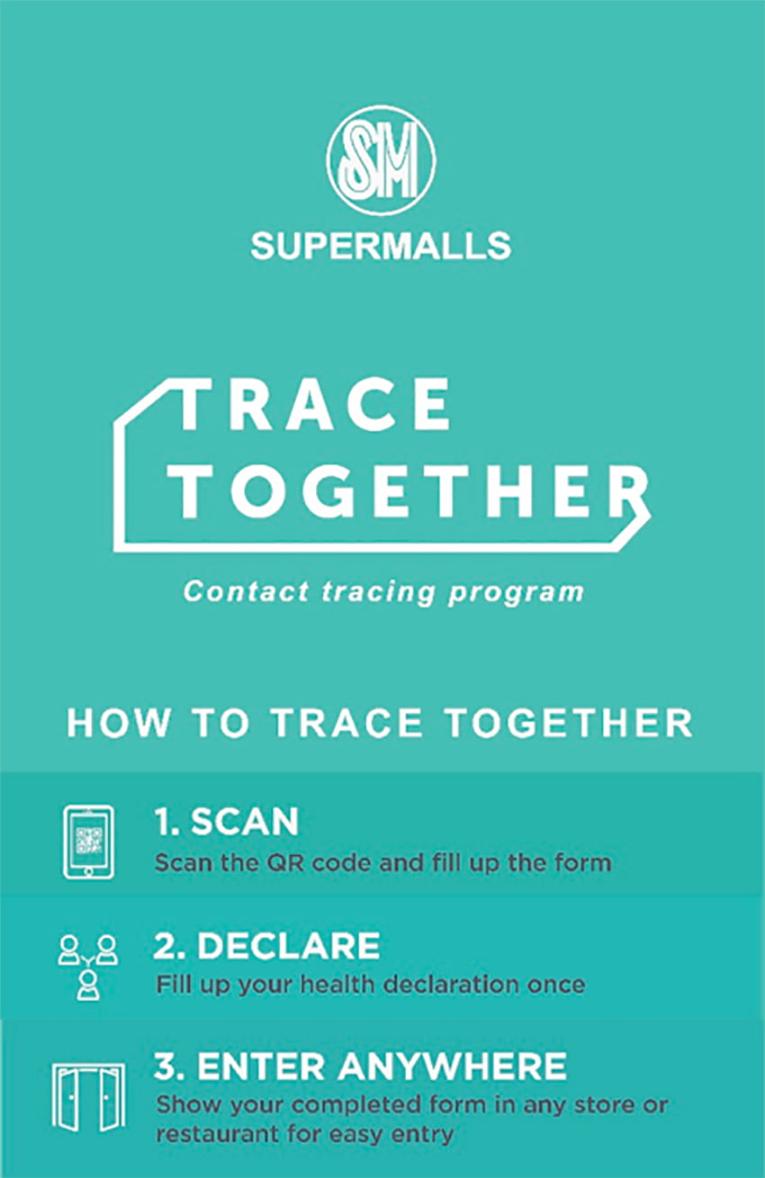 SM
SUPERMALLS
TRACE
TOGETHER
Contact tracing program
HOW TO TRACE TOGETHER
1. SCAN
Scan the QR code and fill up the form
2. DECLARE
Fill up your health declaration once
3. ENTER ANYWHERE
Show your completed form in any store or
restaurant for easy entry